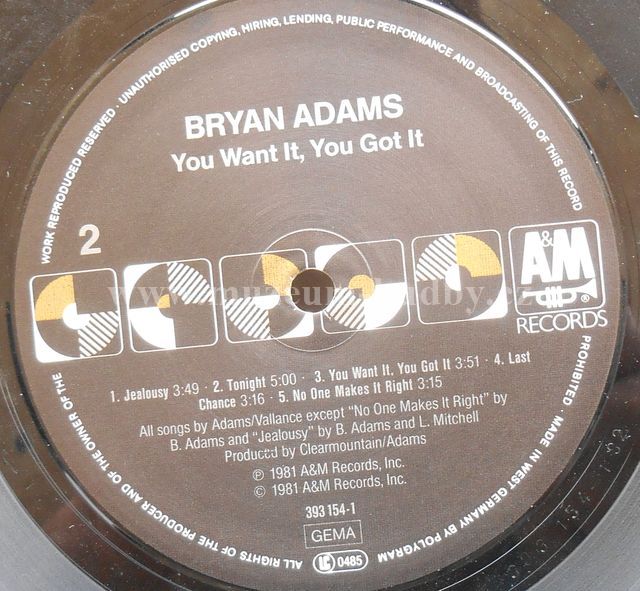 BRYAN ADAMS
You Want It, You Got It
2
A&M
®
RECORDS
1. Jealousy 3:49 · 2. Tonight 5:00 · 3. You Want It, You Got It 3:51 · 4. Last
Chance 3:16 · 5. No One Makes It Right 3:15
All songs by Adams/Vallance except "No One Makes It Right" by
B. Adams and "Jealousy" by B. Adams and L. Mitchell
Produced by Clearmountain/Adams
℗ 1981 A&M Records, Inc.
© 1981 A&M Records, Inc.
393 154-1
GEMA
LC 0485
ALL RIGHTS OF THE PRODUCER AND OF THE OWNER OF THE WORK REPRODUCED RESERVED · UNAUTHORISED COPYING, HIRING, LENDING, PUBLIC PERFORMANCE AND BROADCASTING OF THIS RECORD PROHIBITED · MADE IN WEST GERMANY BY POLYGRAM